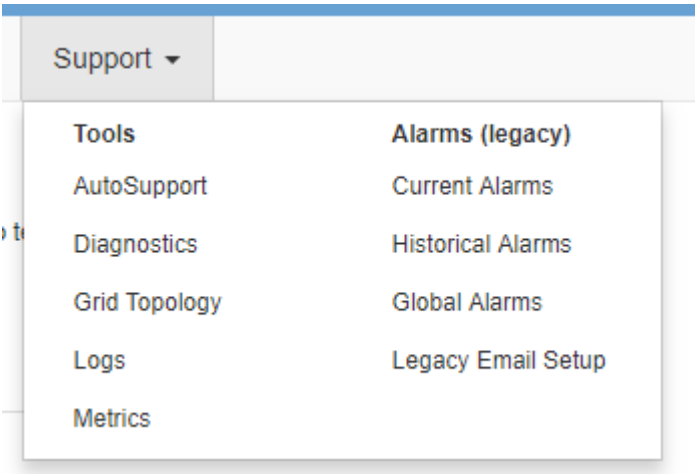 Support
Tools
AutoSupport
Diagnostics
Grid Topology
Logs
Metrics
Alarms (legacy)
Current Alarms
Historical Alarms
Global Alarms
Legacy Email Setup